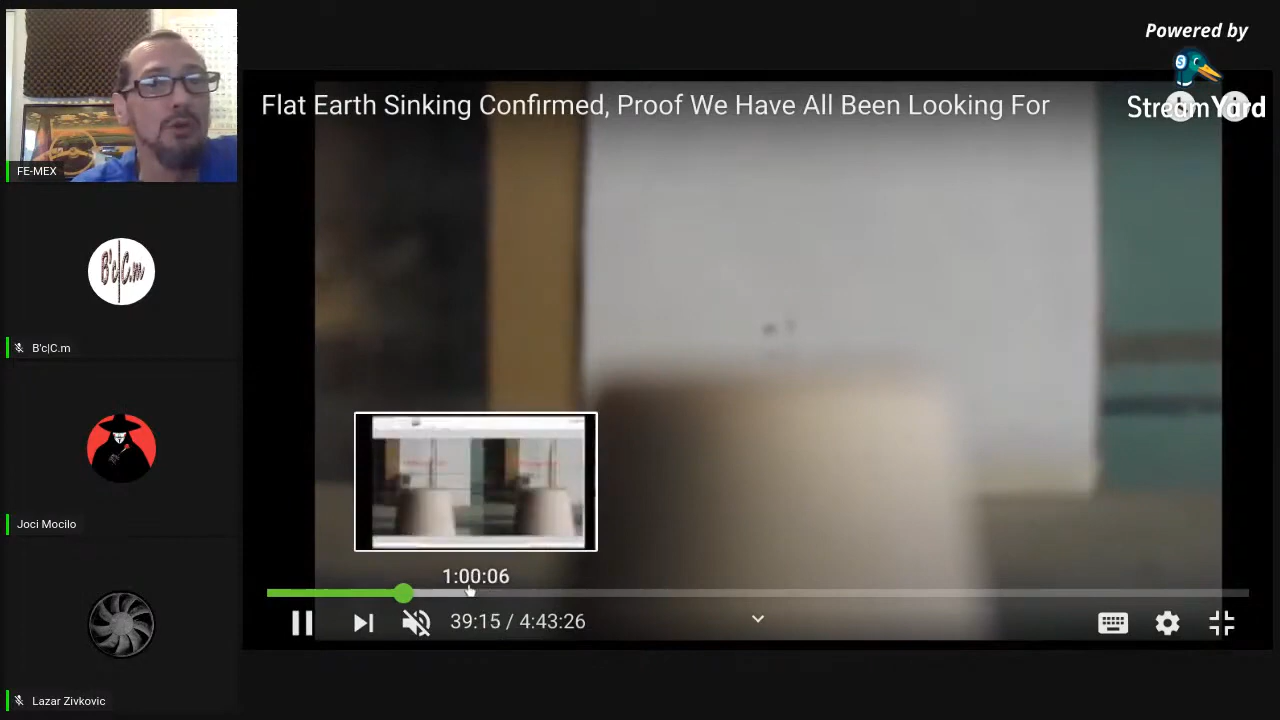 Powered by
StreamYard
Flat Earth Sinking Confirmed, Proof We Have All Been Looking For
FE-MEX
B'c|C.m
B'c|C.m
Joci Mocilo
Lazar Zivkovic
1:00:06
39:15 / 4:43:26